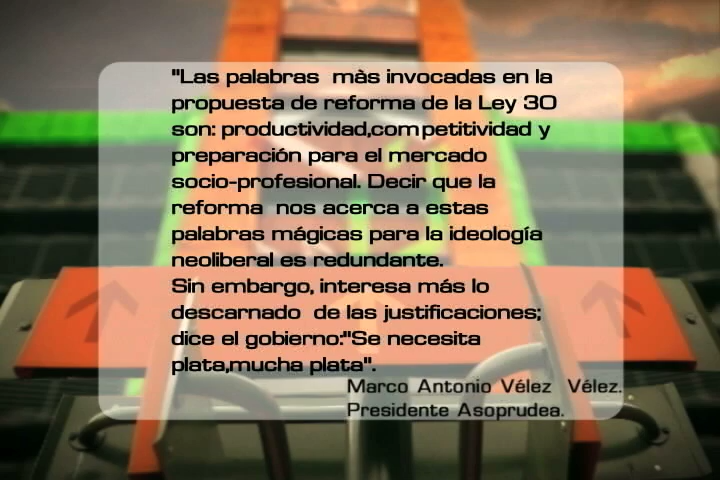 "Las palabras màs invocadas en la
propuesta de reforma de la Ley 30
son: productividad,competitividad y
preparación para el mercado
socio-profesional. Decir que la
reforma nos acerca a estas
palabras mágicas para la ideología
neoliberal es redundante.
Sin embargo, interesa más lo
descarnado de las justificaciones;
dice el gobierno:"Se necesita
plata,mucha plata".
Marco Antonio Vélez Vélez.
Presidente Asoprudea.